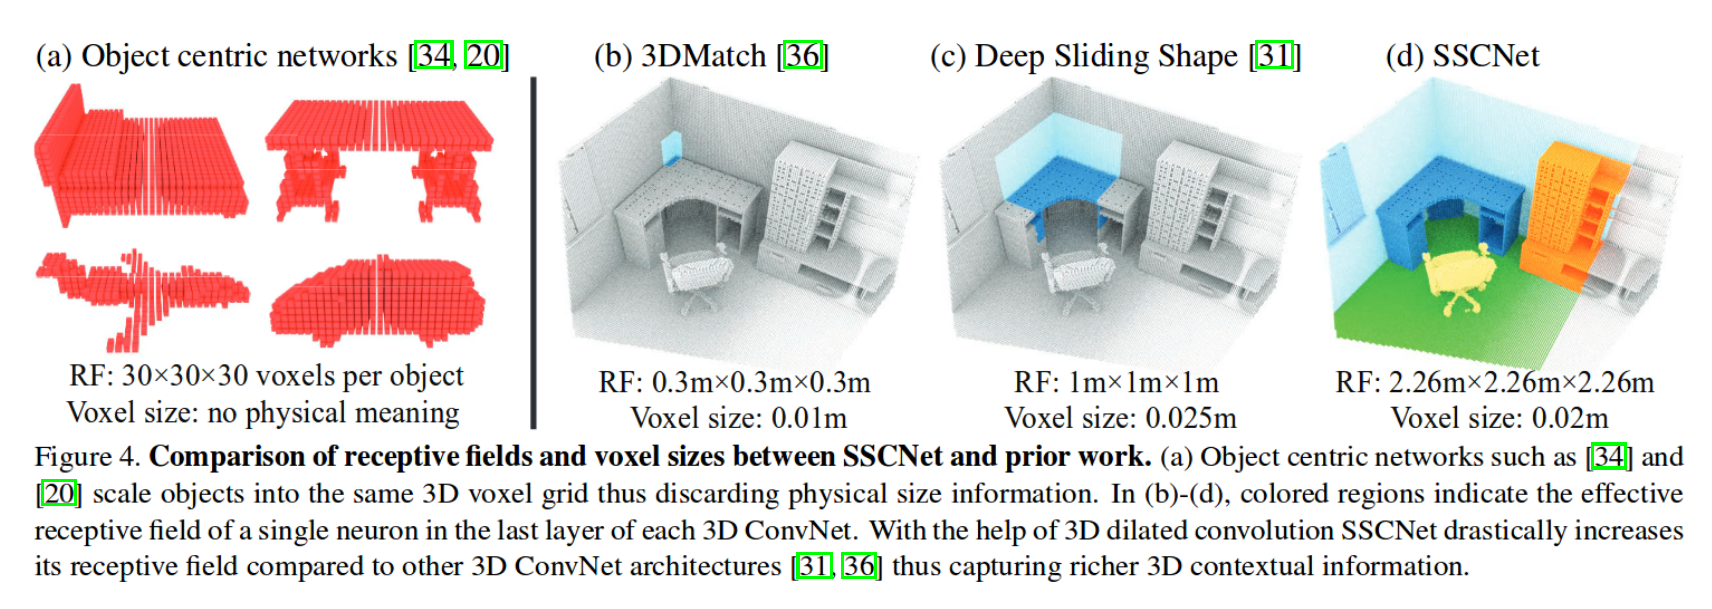 (a) Object centric networks [34, 20]
(b) 3DMatch [36]
(c) Deep Sliding Shape [31]
(d) SSCNet
RF: 30×30×30 voxels per object
Voxel size: no physical meaning
RF: 0.3m×0.3m×0.3m
Voxel size: 0.01m
RF: 1m×1m×1m
Voxel size: 0.025m
RF: 2.26m×2.26m×2.26m
Voxel size: 0.02m
Figure 4. Comparison of receptive fields and voxel sizes between SSCNet and prior work. (a) Object centric networks such as [34] and
[20] scale objects into the same 3D voxel grid thus discarding physical size information. In (b)-(d), colored regions indicate the effective
receptive field of a single neuron in the last layer of each 3D ConvNet. With the help of 3D dilated convolution SSCNet drastically increases
its receptive field compared to other 3D ConvNet architectures [31, 36] thus capturing richer 3D contextual information.